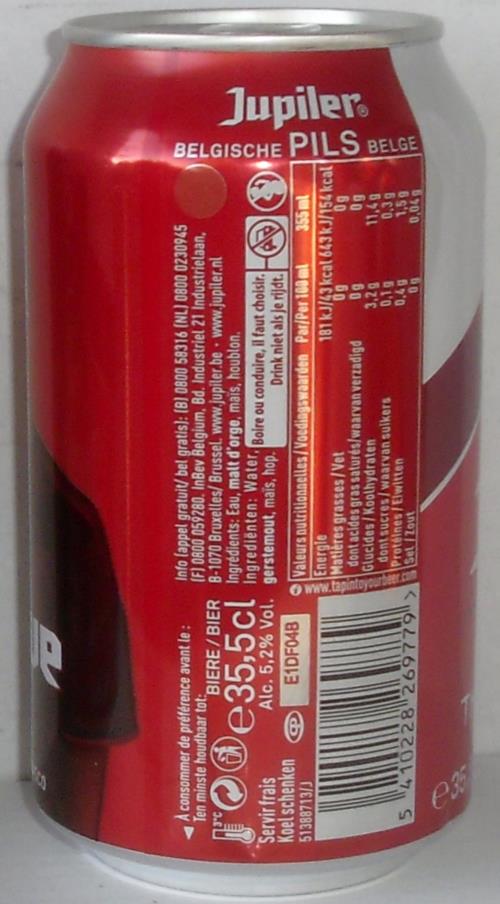 Jupiler®
BELGISCHE PILS BELGE
Info (appel gratuit/ bel gratis): (B) 0800 58316 (NL) 0800 0230945
(F) 0800 059280. InBev Belgium, Bd. Industriel 21 Industrielaan,
B-1070 Bruxelles/ Brussel. www.jupiler.be - www.jupiler.nl
Ingrédients: Eau, malt d'orge, maïs, houblon.
Ingrediënten: Water,
gerstemout, maïs, hop.
Boire ou conduire, il faut choisir.
Drink niet als je rijdt.
Valeurs nutritionnelles/Voedingswaarden Par/Per 100 ml 355 ml
Energie 181 kJ/43 kcal 643 kJ/154 kcal
Matières grasses/Vet 0g 0g
dont acides gras saturés/waarvan verzadigd 0g 0g
Glucides/Koolhydraten 3,2g 11,4g
dont sucres/waarvan suikers 0,1g 0,3g
Protéines/Eiwitten 0,4g 1,5g
Sel/Zout 0g 0,04g
www.tapintoyourbeer.com
À consommer de préférence avant le :
Ten minste houdbaar tot:
BIERE/BIER
e35,5cl
Alc. 5,2% Vol.
E1DF04B
3°C
Servir frais
Koel schenken
51388713/J
5 410228 269779 >
ue
ico
T
e35